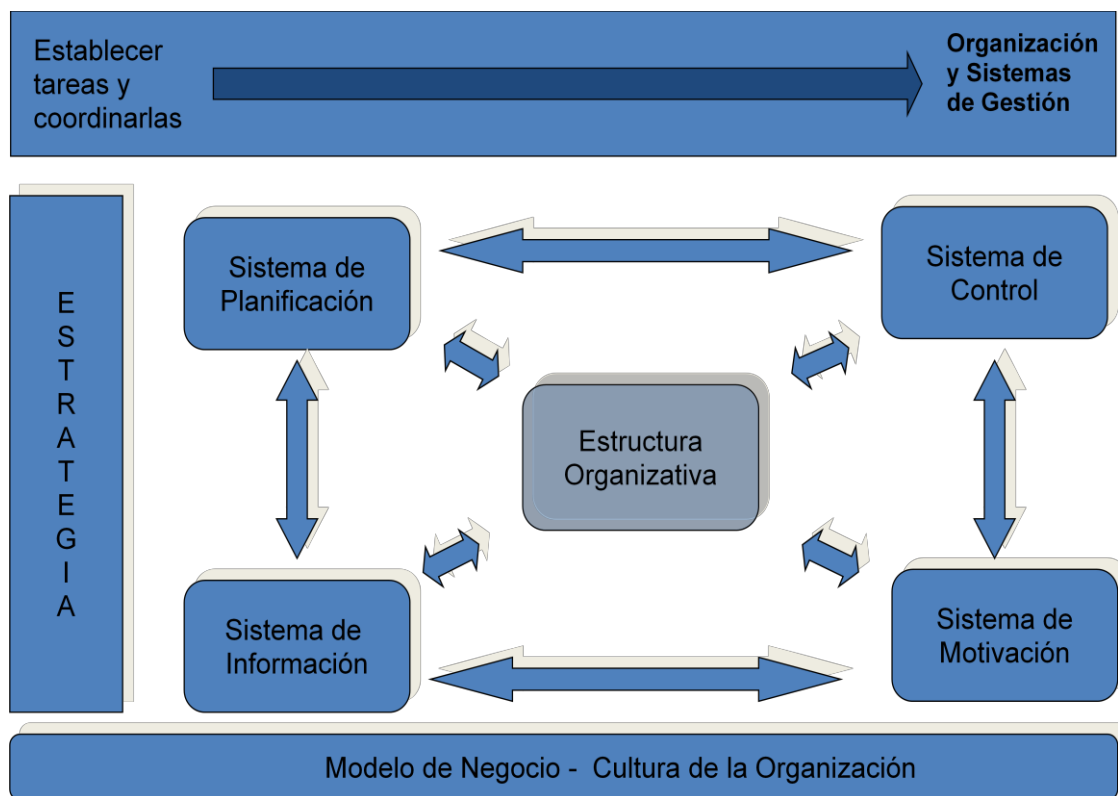 Establecer
tareas y
coordinarlas
Organización
y Sistemas
de Gestión
ESTRATEGIA
Sistema de
Planificación
Sistema de
Control
Estructura
Organizativa
Sistema de
Información
Sistema de
Motivación
Modelo de Negocio - Cultura de la Organización